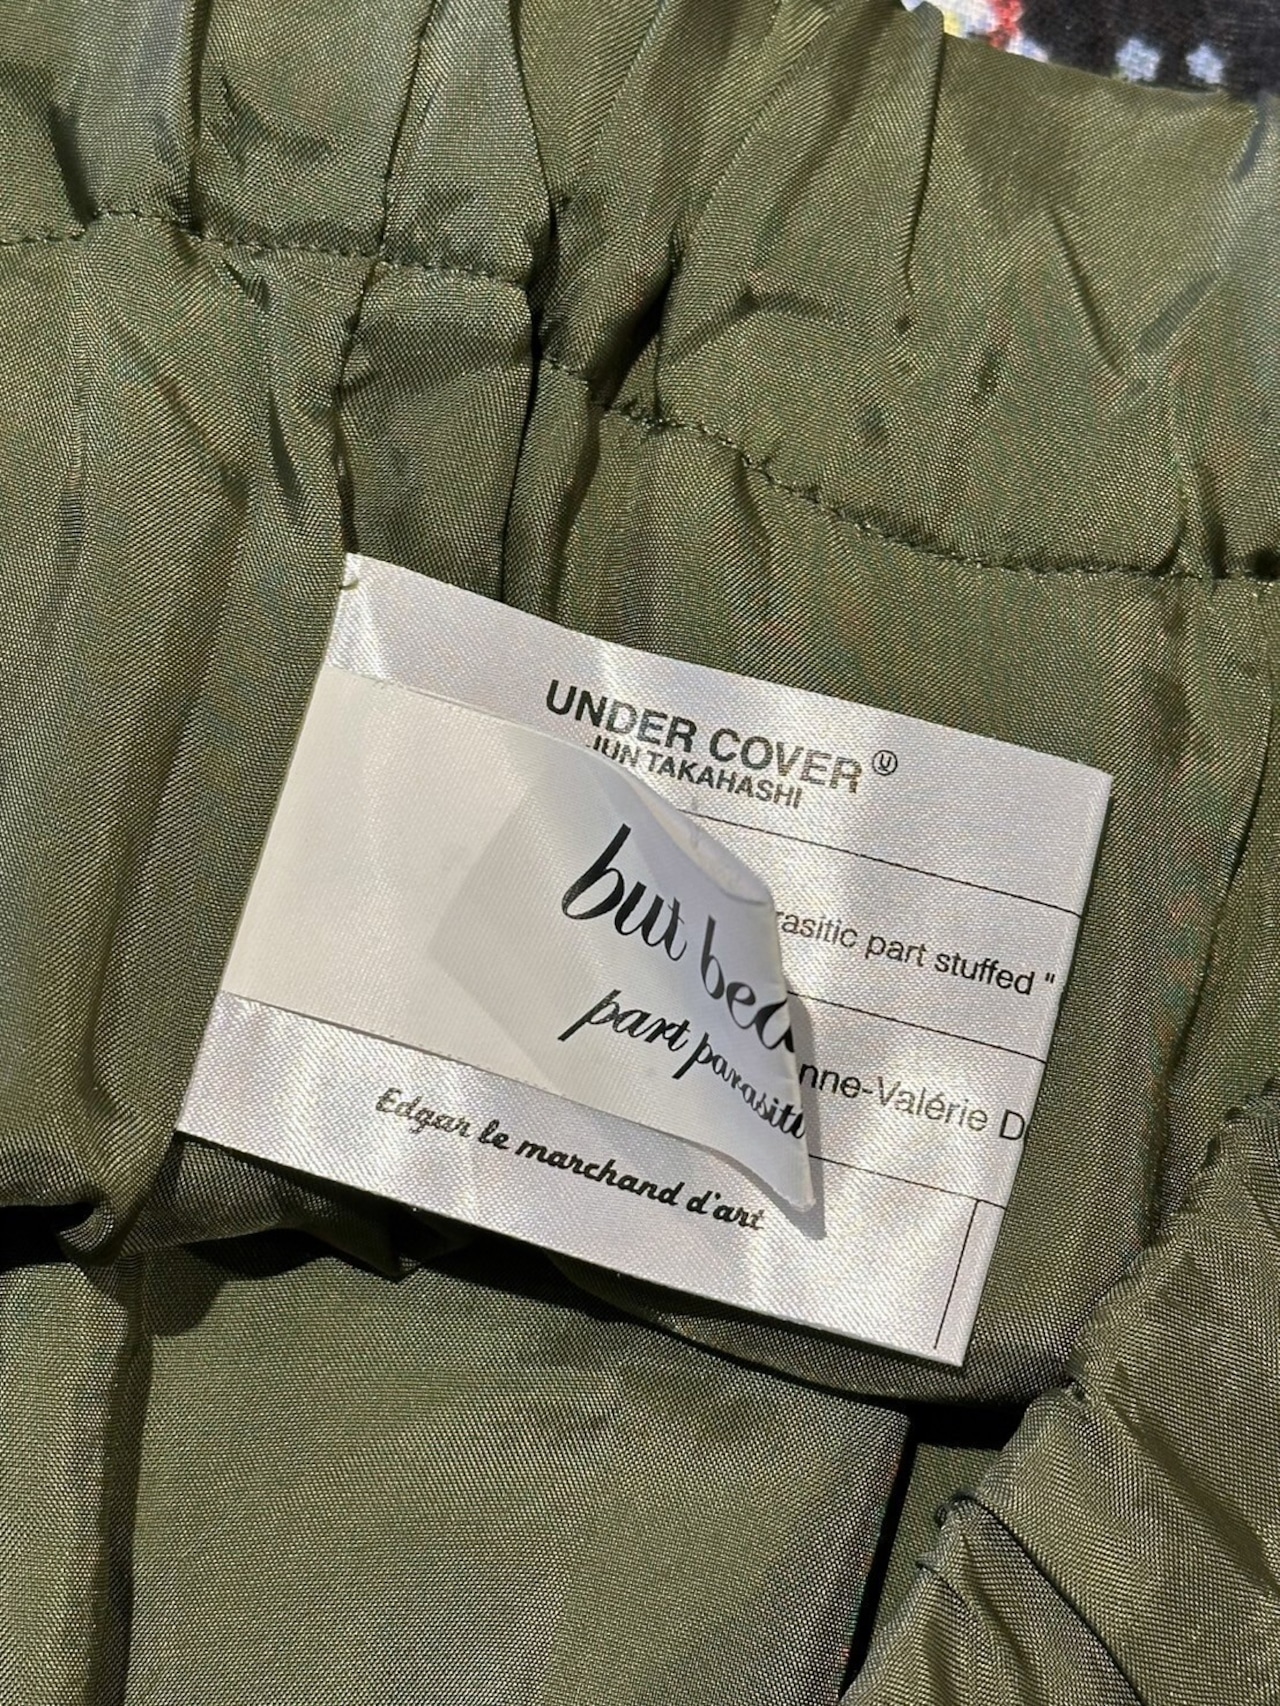 UNDER COVER Ⓤ
JUN TAKAHASHI
but bea
rasitic part stuffed "
part parasiti
nne-Valérie D
Edgar le marchand d'art